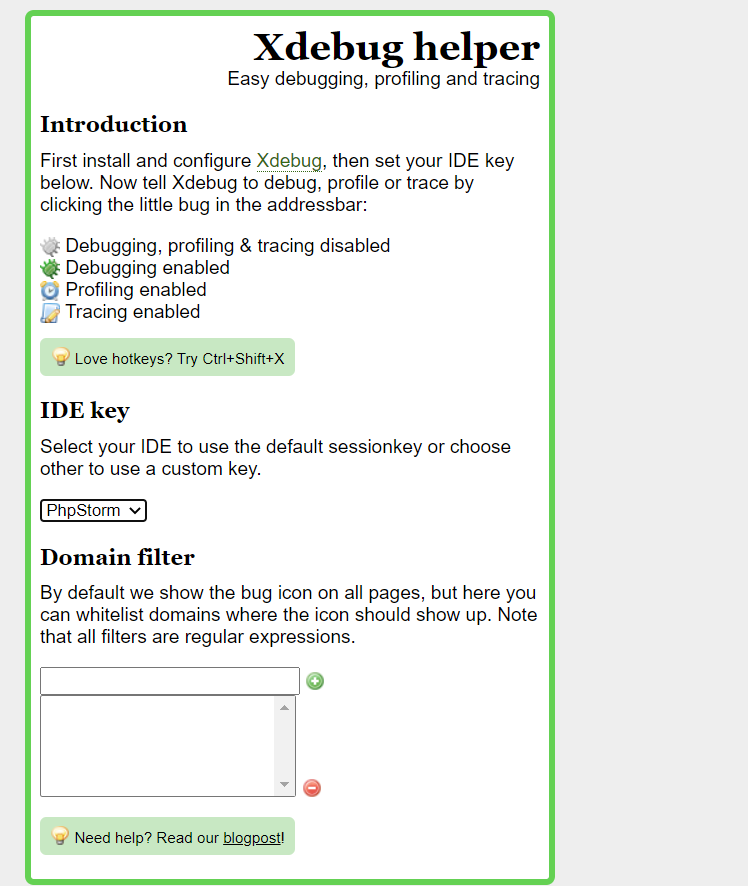 Xdebug helper
Easy debugging, profiling and tracing
Introduction
First install and configure Xdebug, then set your IDE key
below. Now tell Xdebug to debug, profile or trace by
clicking the little bug in the addressbar:
Debugging, profiling & tracing disabled
Debugging enabled
Profiling enabled
Tracing enabled
Love hotkeys? Try Ctrl+Shift+X
IDE key
Select your IDE to use the default sessionkey or choose
other to use a custom key.
PhpStorm
Domain filter
By default we show the bug icon on all pages, but here you
can whitelist domains where the icon should show up. Note
that all filters are regular expressions.
Need help? Read our blogpost!